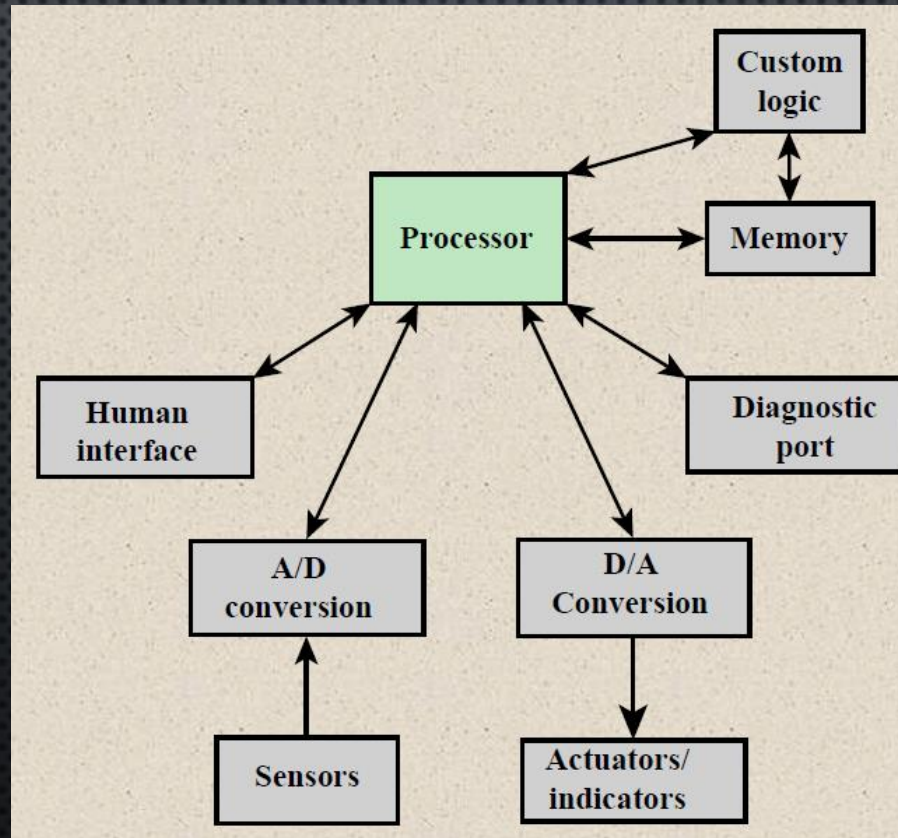 Custom
logic
Processor
Memory
Human
interface
Diagnostic
port
A/D
conversion
D/A
Conversion
Sensors
Actuators/
indicators